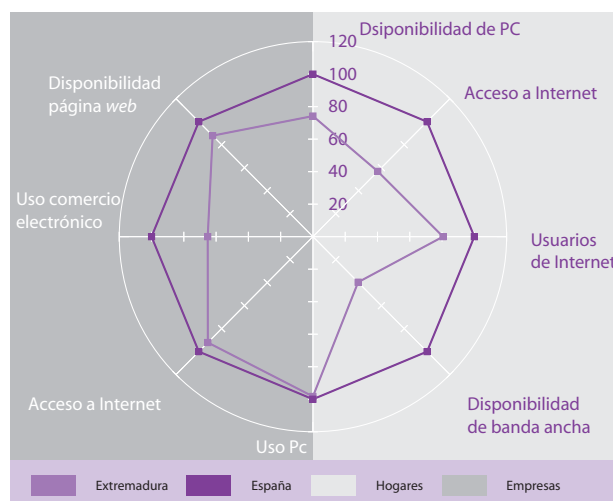 120
Dsiponibilidad de PC
100
80
60
40
20
Acceso a Internet
Usuarios
de Internet
Disponibilidad
de banda ancha
Uso Pc
Acceso a Internet
Uso comercio
electrónico
Disponibilidad
página web
Extremadura
España
Hogares
Empresas